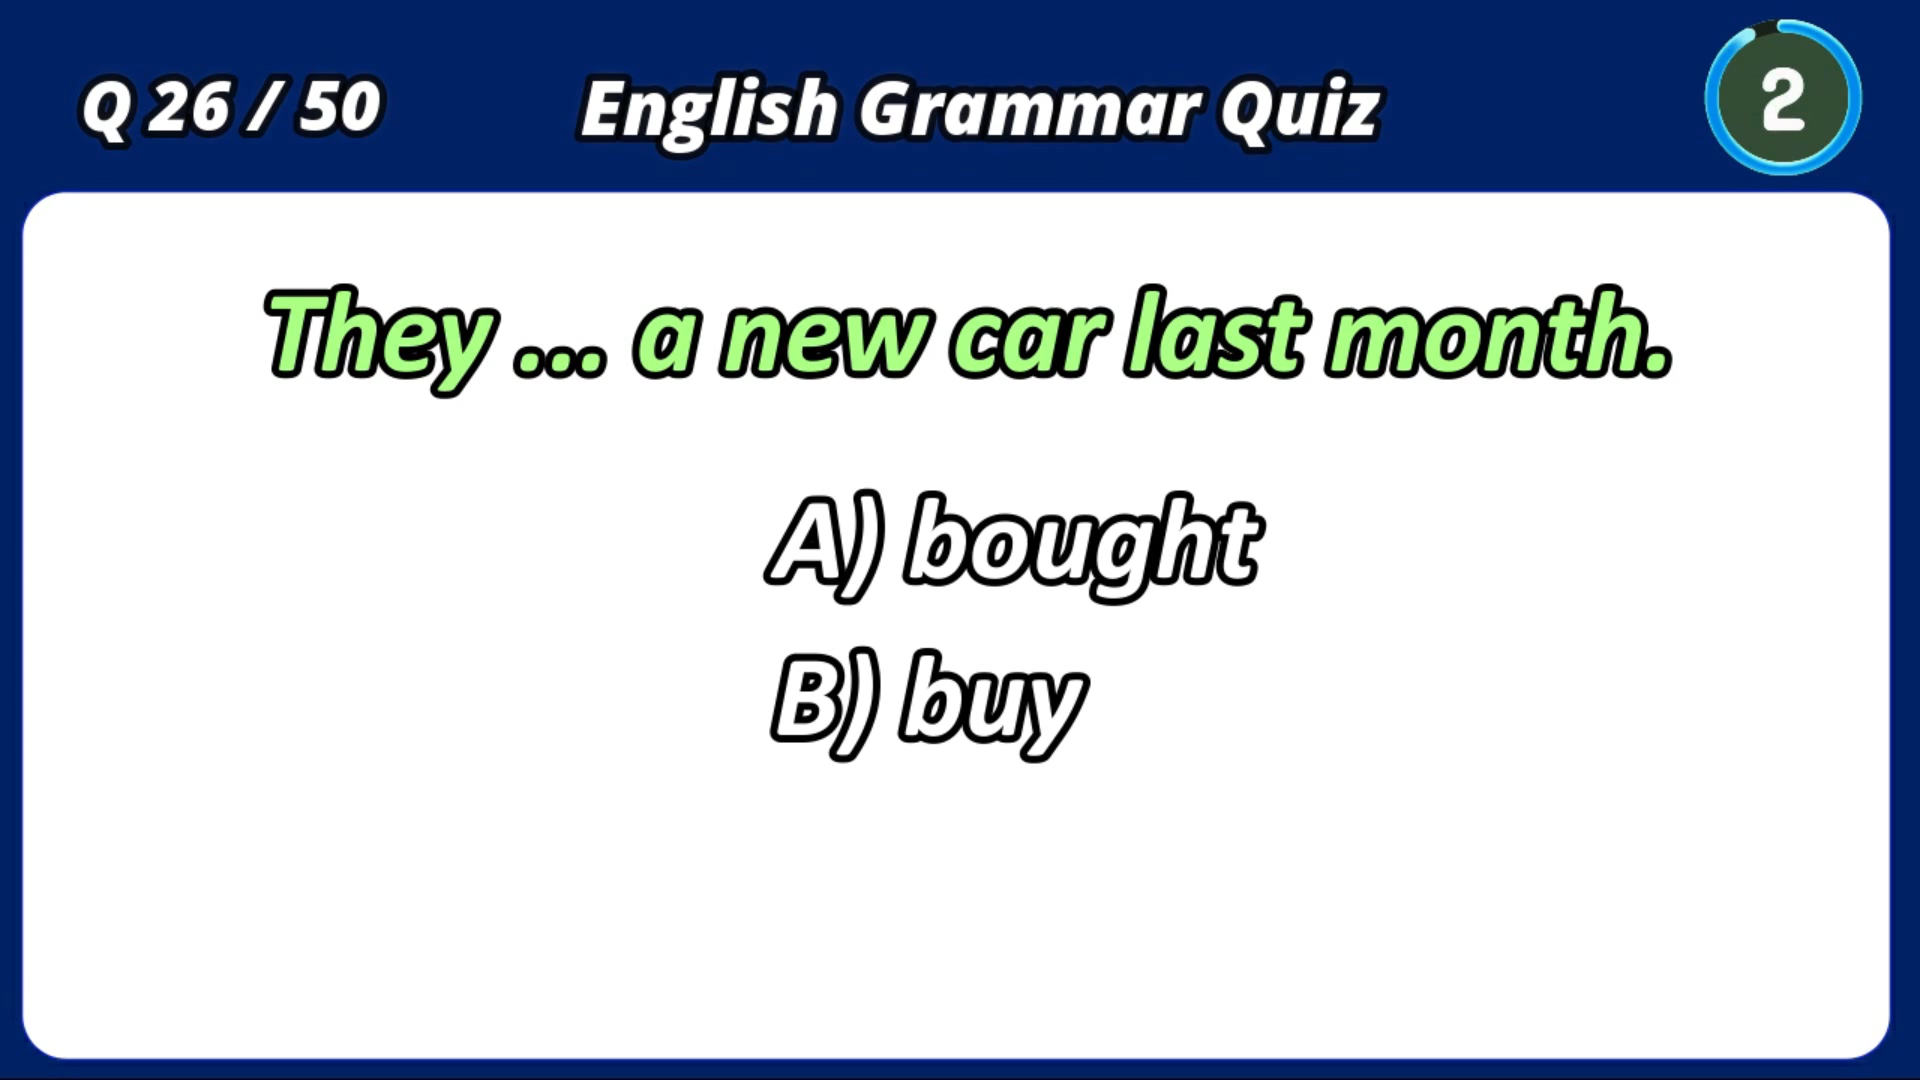 Q 26 / 50
English Grammar Quiz
2
They ... a new car last month.
A) bought
B) buy